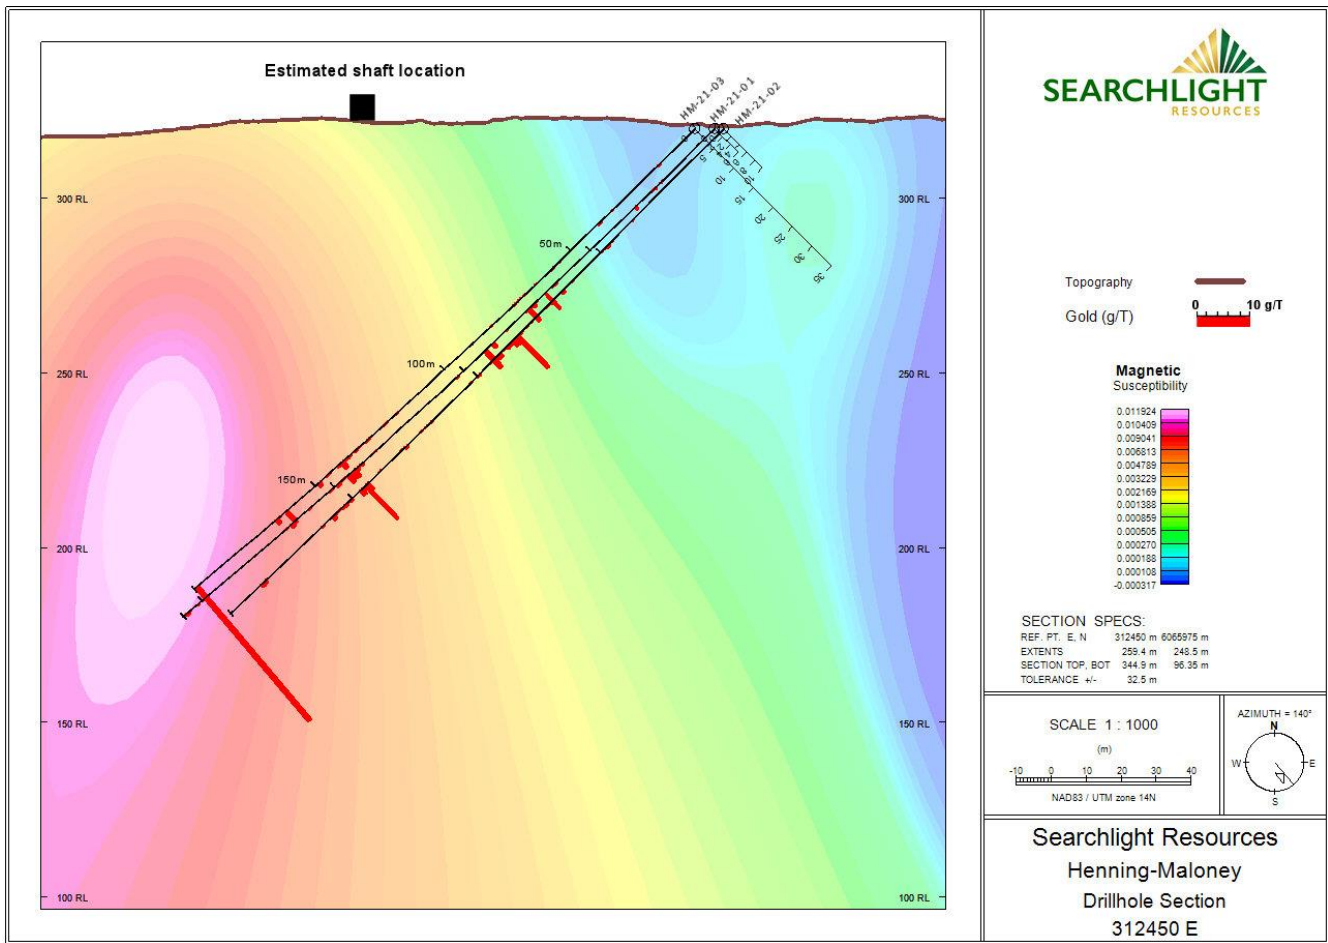 Estimated shaft location
HM-21-03
HM-21-01
HM-21-02
300 RL
300 RL
5
10
15
20
25
30
35
50m
250 RL
100m
250 RL
150m
200 RL
200 RL
150 RL
150 RL
100 RL
100 RL
SEARCHLIGHT
RESOURCES
Topography
Gold (g/T)
0 10 g/T
Magnetic
Susceptibility
0.011924
0.010409
0.009041
0.006813
0.004789
0.003229
0.002169
0.001388
0.000859
0.000505
0.000270
0.000188
0.000108
-0.000317
SECTION SPECS:
REF. PT. E, N 312450 m 6065975 m
EXTENTS 259.4 m 248.5 m
SECTION TOP, BOT 344.9 m 96.35 m
TOLERANCE +/- 32.5 m
SCALE 1 : 1000
(m)
-10 0 10 20 30 40
NAD83 / UTM zone 14N
AZIMUTH = 140°
N
W E
S
Searchlight Resources
Henning-Maloney
Drillhole Section
312450 E